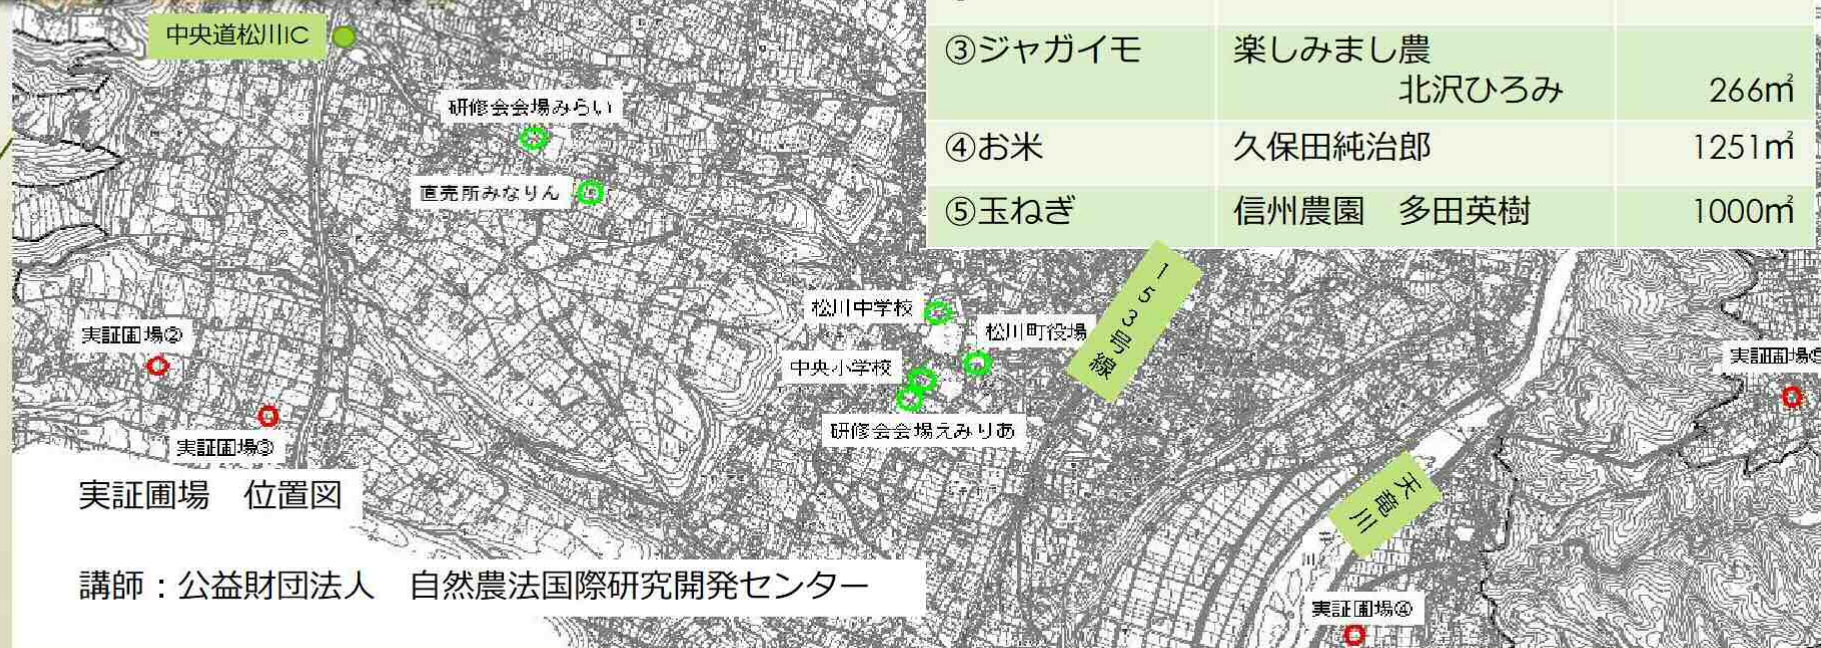 中央道松川IC
研修会会場みらい
直売所みなりん
③ジャガイモ 楽しみまし農
北沢ひろみ 266㎡
④お米 久保田純治郎 1251㎡
⑤玉ねぎ 信州農園 多田英樹 1000㎡
153号線
松川中学校
松川町役場
中央小学校
研修会会場えみりあ
実証圃場②
実証圃場③
実証圃場⑤
天竜川
実証圃場④
実証圃場 位置図
講師：公益財団法人 自然農法国際研究開発センター